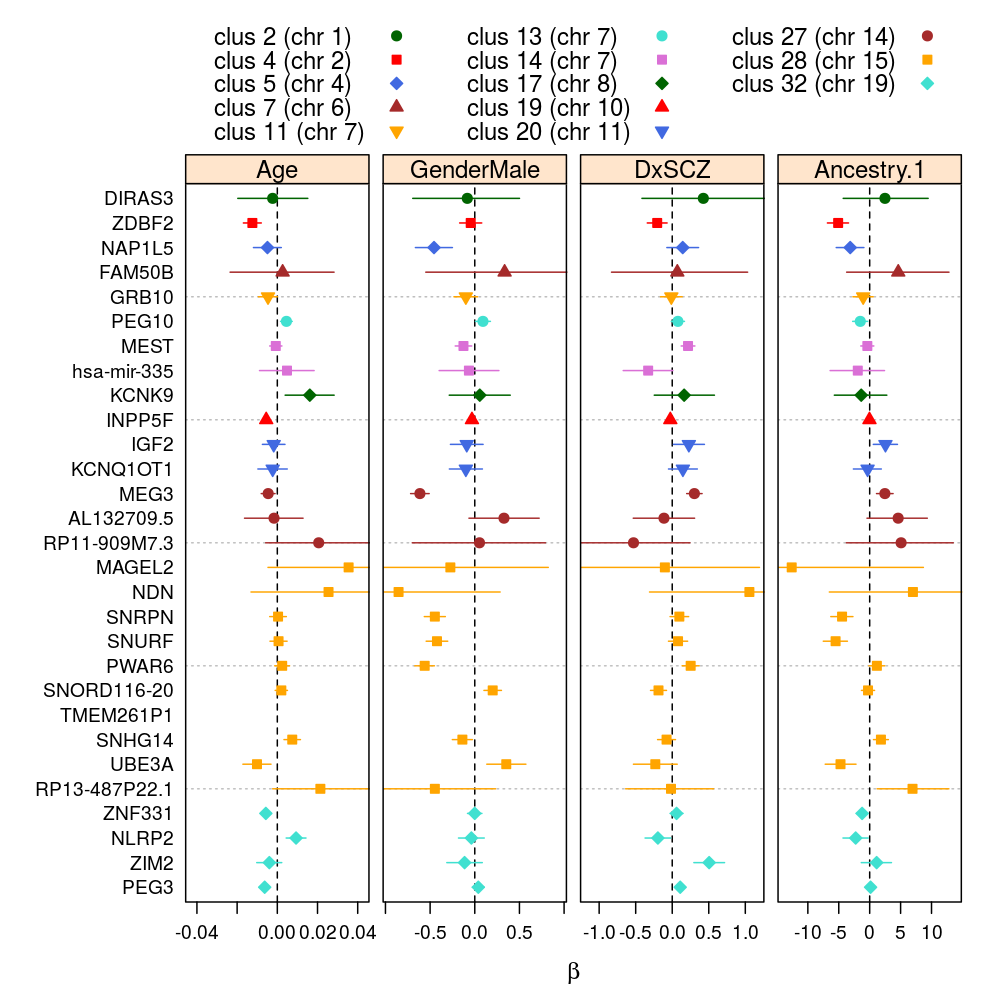 clus 2 (chr 1) clus 13 (chr 7) clus 27 (chr 14)
clus 4 (chr 2) clus 14 (chr 7) clus 28 (chr 15)
clus 5 (chr 4) clus 17 (chr 8) clus 32 (chr 19)
clus 7 (chr 6) clus 19 (chr 10)
clus 11 (chr 7) clus 20 (chr 11)
Age GenderMale DxSCZ Ancestry.1
DIRAS3
ZDBF2
NAP1L5
FAM50B
GRB10
PEG10
MEST
hsa-mir-335
KCNK9
INPP5F
IGF2
KCNQ1OT1
MEG3
AL132709.5
RP11-909M7.3
MAGEL2
NDN
SNRPN
SNURF
PWAR6
SNORD116-20
TMEM261P1
SNHG14
UBE3A
RP13-487P22.1
ZNF331
NLRP2
ZIM2
PEG3
-0.04 0.00 0.02 0.04 -0.5 0.0 0.5 -1.0 -0.5 0.0 0.5 1.0 -10 -5 0 5 10
β